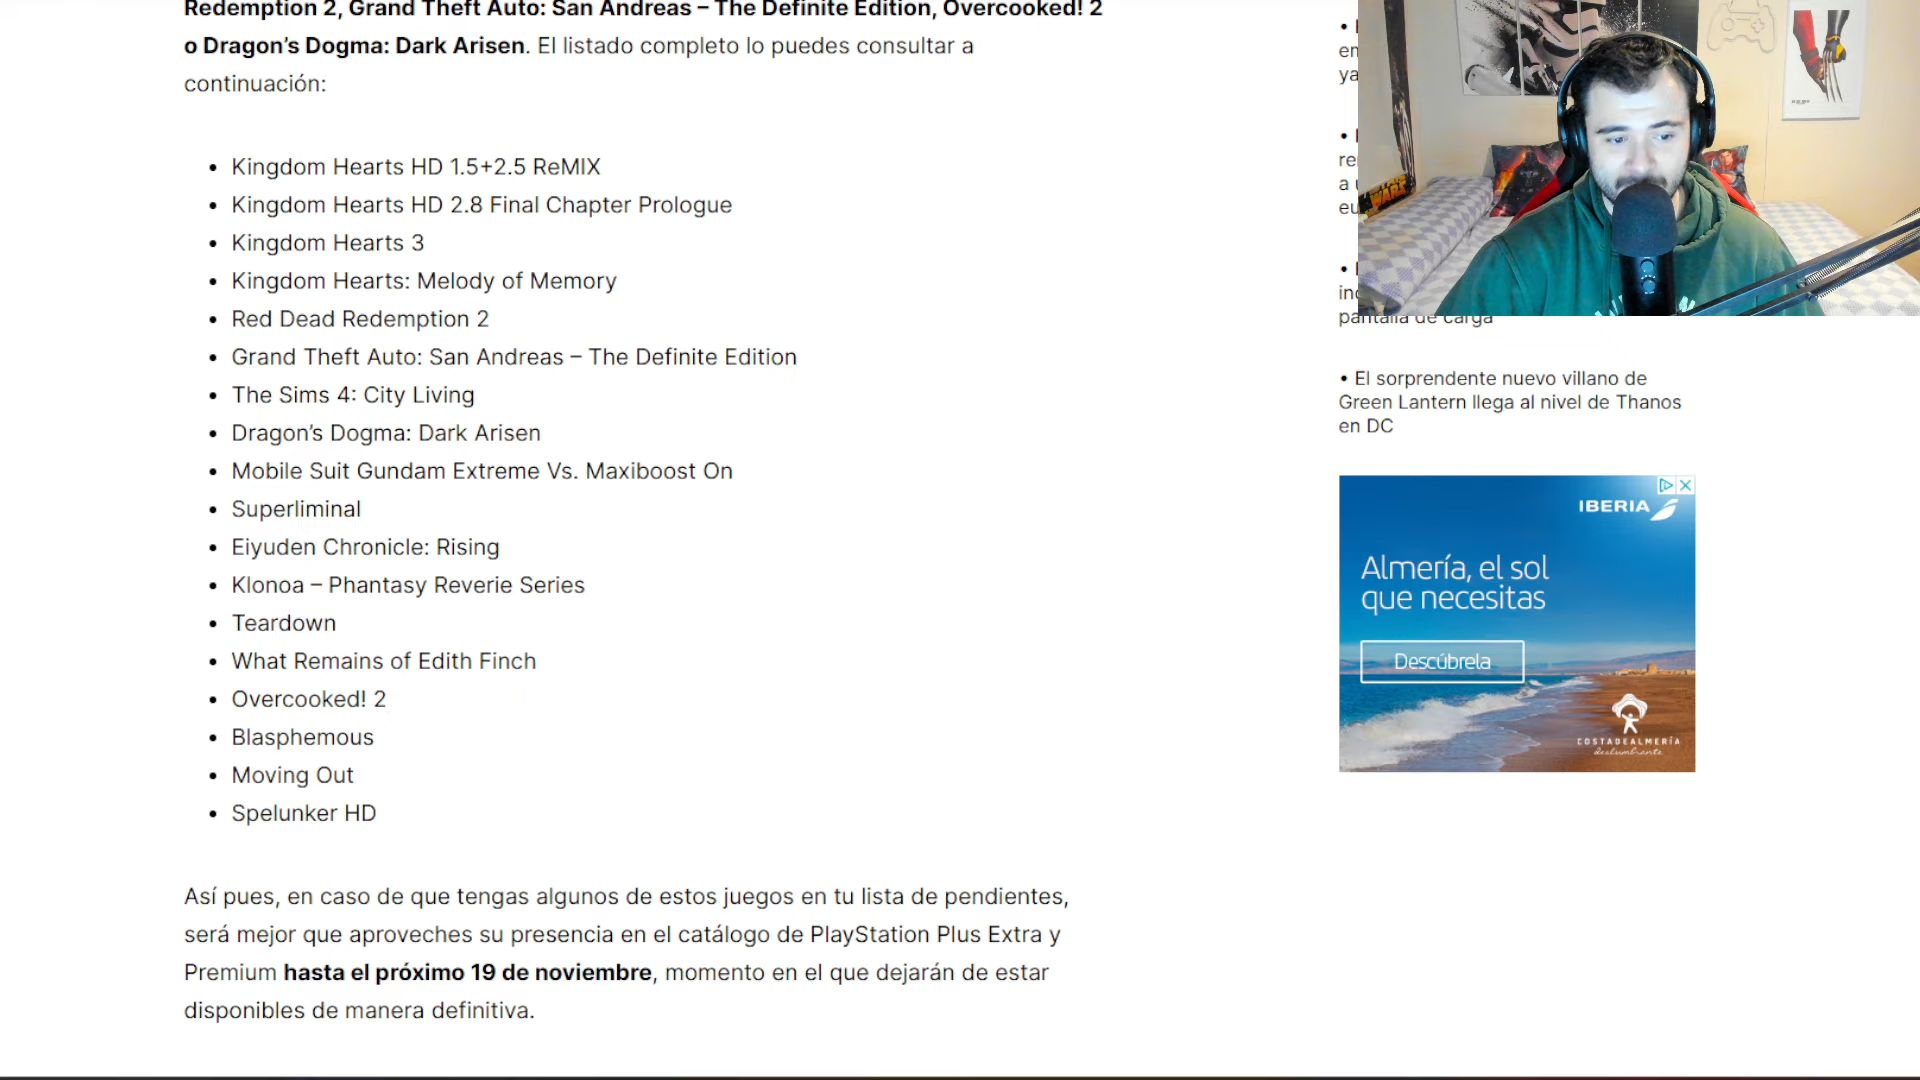 Redemption 2, Grand Theft Auto: San Andreas – The Definite Edition, Overcooked! 2
o Dragon's Dogma: Dark Arisen. El listado completo lo puedes consultar a
continuación:
• Kingdom Hearts HD 1.5+2.5 ReMIX
• Kingdom Hearts HD 2.8 Final Chapter Prologue
• Kingdom Hearts 3
• Kingdom Hearts: Melody of Memory
• Red Dead Redemption 2
• Grand Theft Auto: San Andreas – The Definite Edition
• The Sims 4: City Living
• Dragon's Dogma: Dark Arisen
• Mobile Suit Gundam Extreme Vs. Maxiboost On
• Superliminal
• Eiyuden Chronicle: Rising
• Klonoa – Phantasy Reverie Series
• Teardown
• What Remains of Edith Finch
• Overcooked! 2
• Blasphemous
• Moving Out
• Spelunker HD
Así pues, en caso de que tengas algunos de estos juegos en tu lista de pendientes,
será mejor que aproveches su presencia en el catálogo de PlayStation Plus Extra y
Premium hasta el próximo 19 de noviembre, momento en el que dejarán de estar
disponibles de manera definitiva.
ya
re
a
eu
pantalla de carga
• El sorprendente nuevo villano de
Green Lantern llega al nivel de Thanos
en DC
IBERIA
Almería, el sol
que necesitas
Descúbrela
COSTADEALMERÍA